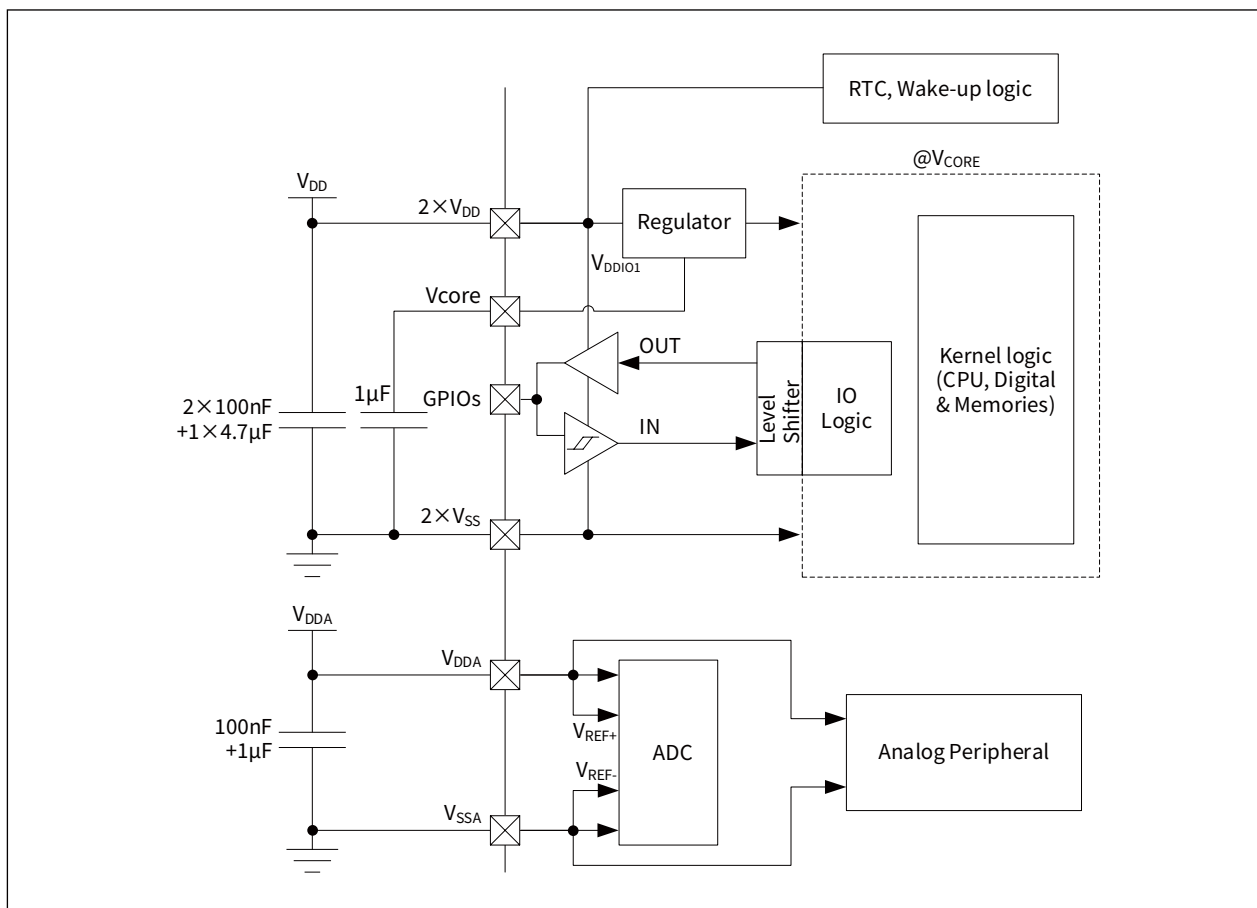 RTC, Wake-up logic
@VCORE
VDD
2×VDD
Regulator
VDDIO1
Vcore
OUT
1µF
GPIOs
2×100nF
+1×4.7µF
IN
Level
Shifter
IO
Logic
Kernel logic
(CPU, Digital
& Memories)
2×VSS
VDDA
VDDA
100nF
+1µF
VREF+
ADC
VREF-
Analog Peripheral
VSSA